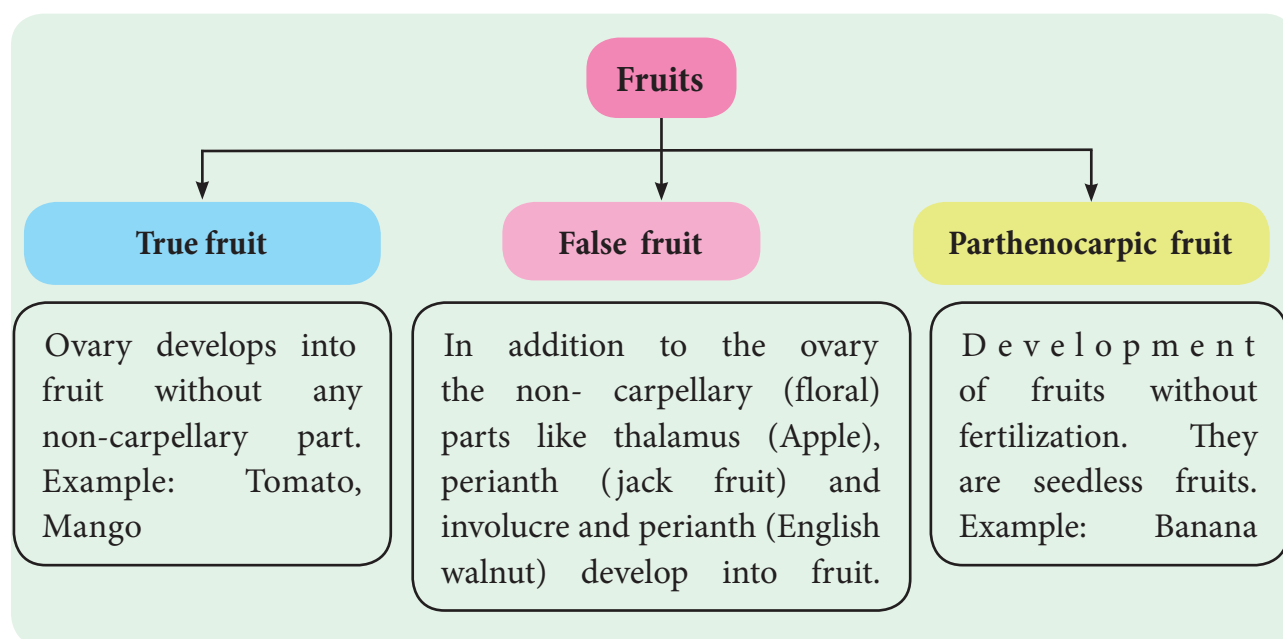 Fruits
True fruit
False fruit
Parthenocarpic fruit
Ovary develops into
fruit without any
non-carpellary part.
Example: Tomato,
Mango
In addition to the ovary
the non- carpellary (floral)
parts like thalamus (Apple),
perianth (jack fruit) and
involucre and perianth (English
walnut) develop into fruit.
Development
of fruits without
fertilization. They
are seedless fruits.
Example: Banana